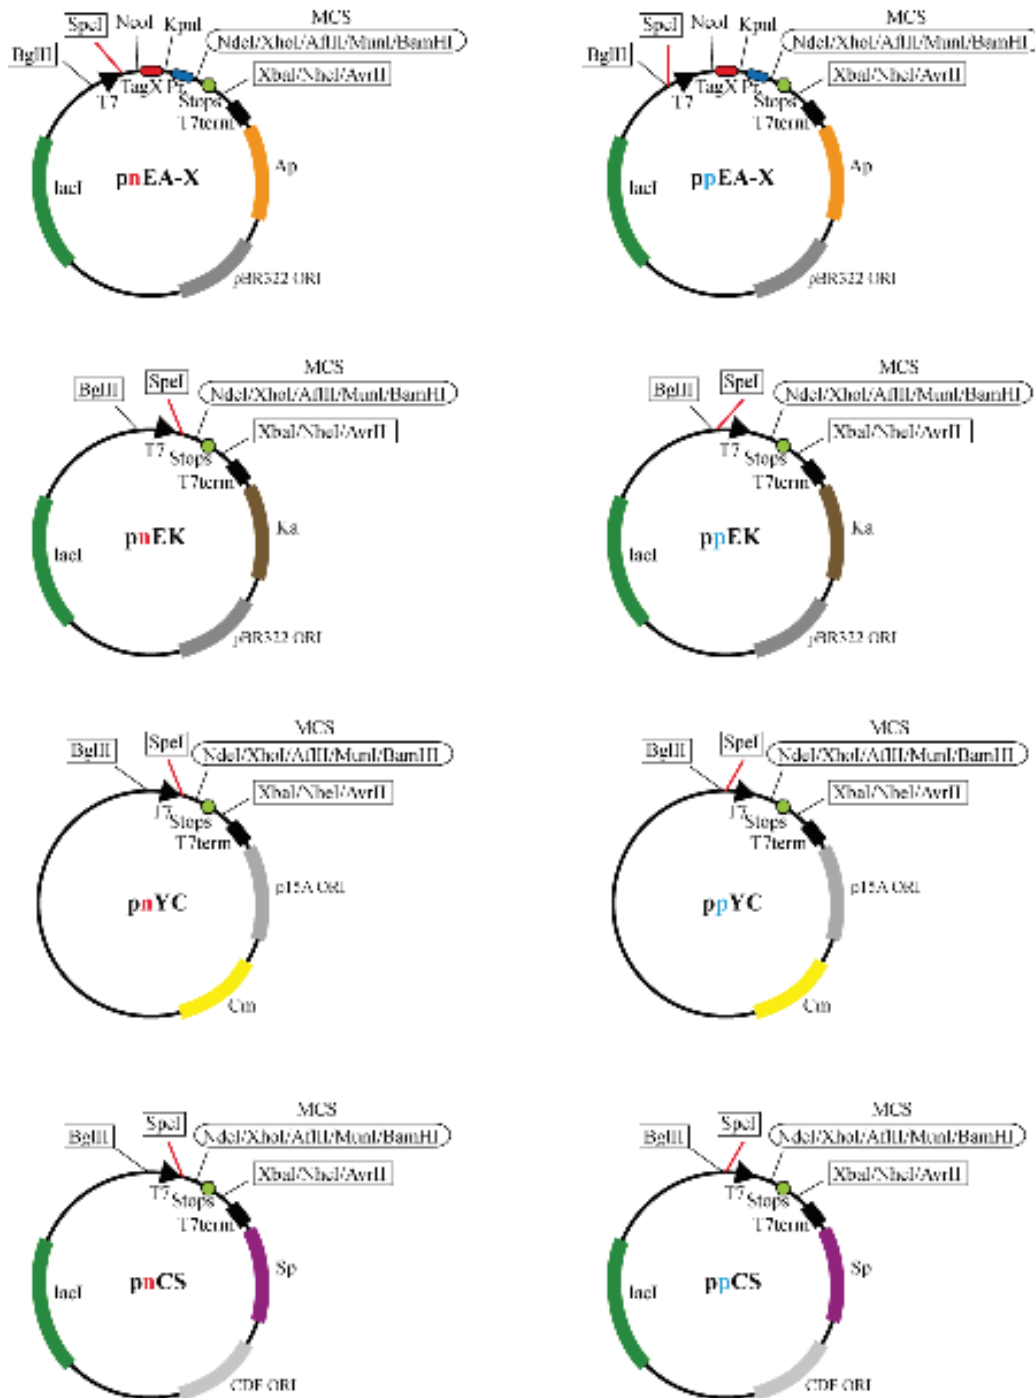 MCS MCS
SpeI NcoI KpnI NdeI/XhoI/AflII/MunI/BamHI SpeI NcoI KpnI NdeI/XhoI/AflII/MunI/BamHI
BglII XbaI/NheI/AvrII BglII XbaI/NheI/AvrII
T7 TagX Pr Stops T7 TagX Pr Stops
T7term T7term
Ap Ap
lacI pnEA-X lacI ppEA-X
pBR322 ORI pBR322 ORI
MCS MCS
BglII SpeI NdeI/XhoI/AflII/MunI/BamHI BglII SpeI NdeI/XhoI/AflII/MunI/BamHI
XbaI/NheI/AvrII XbaI/NheI/AvrII
T7 Stops T7 Stops
T7term T7term
lacI pnEK Ka lacI ppEK Ka
pBR322 ORI pBR322 ORI
MCS MCS
BglII SpeI NdeI/XhoI/AflII/MunI/BamHI BglII SpeI NdeI/XhoI/AflII/MunI/BamHI
XbaI/NheI/AvrII XbaI/NheI/AvrII
T7 Stops T7 Stops
T7term T7term
p15A ORI p15A ORI
pnYC ppYC
Cm Cm
MCS MCS
BglII SpeI NdeI/XhoI/AflII/MunI/BamHI BglII SpeI NdeI/XhoI/AflII/MunI/BamHI
XbaI/NheI/AvrII XbaI/NheI/AvrII
T7 Stops T7 Stops
T7term T7term
lacI pnCS Sp lacI ppCS Sp
CDF ORI CDF ORI